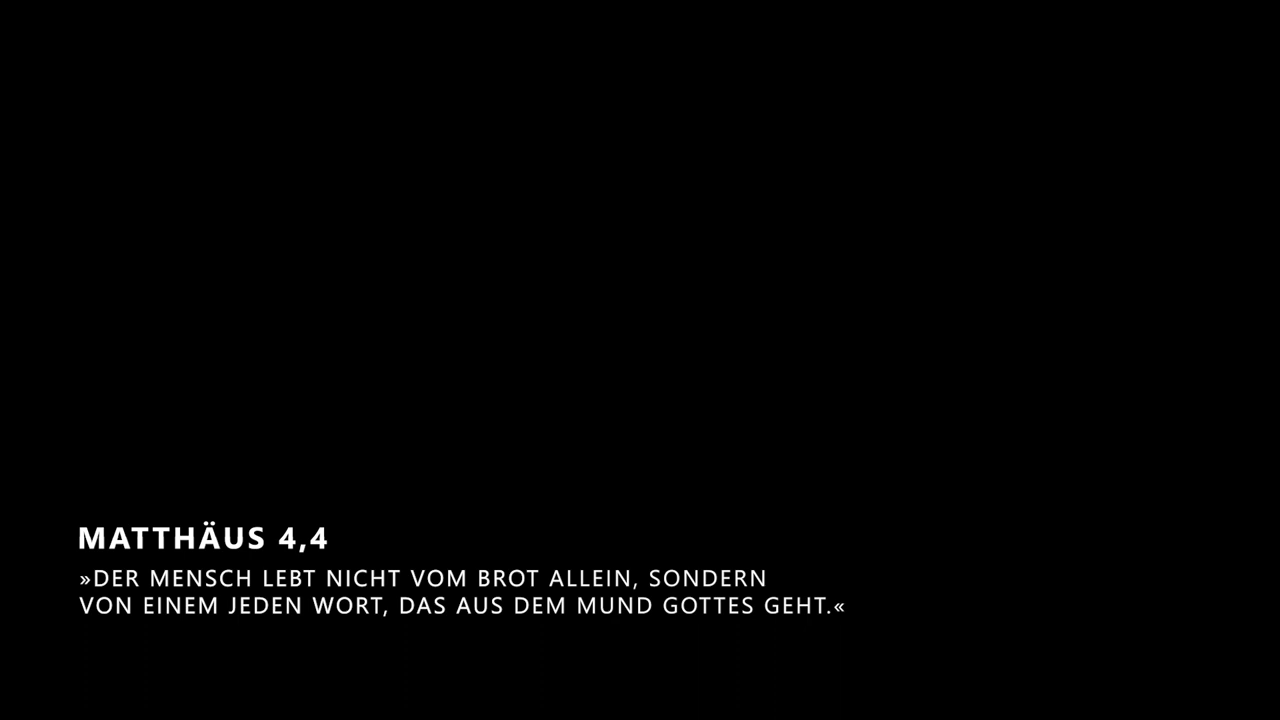 MATTHÄUS 4,4
»DER MENSCH LEBT NICHT VOM BROT ALLEIN, SONDERN
VON EINEM JEDEN WORT, DAS AUS DEM MUND GOTTES GEHT.«